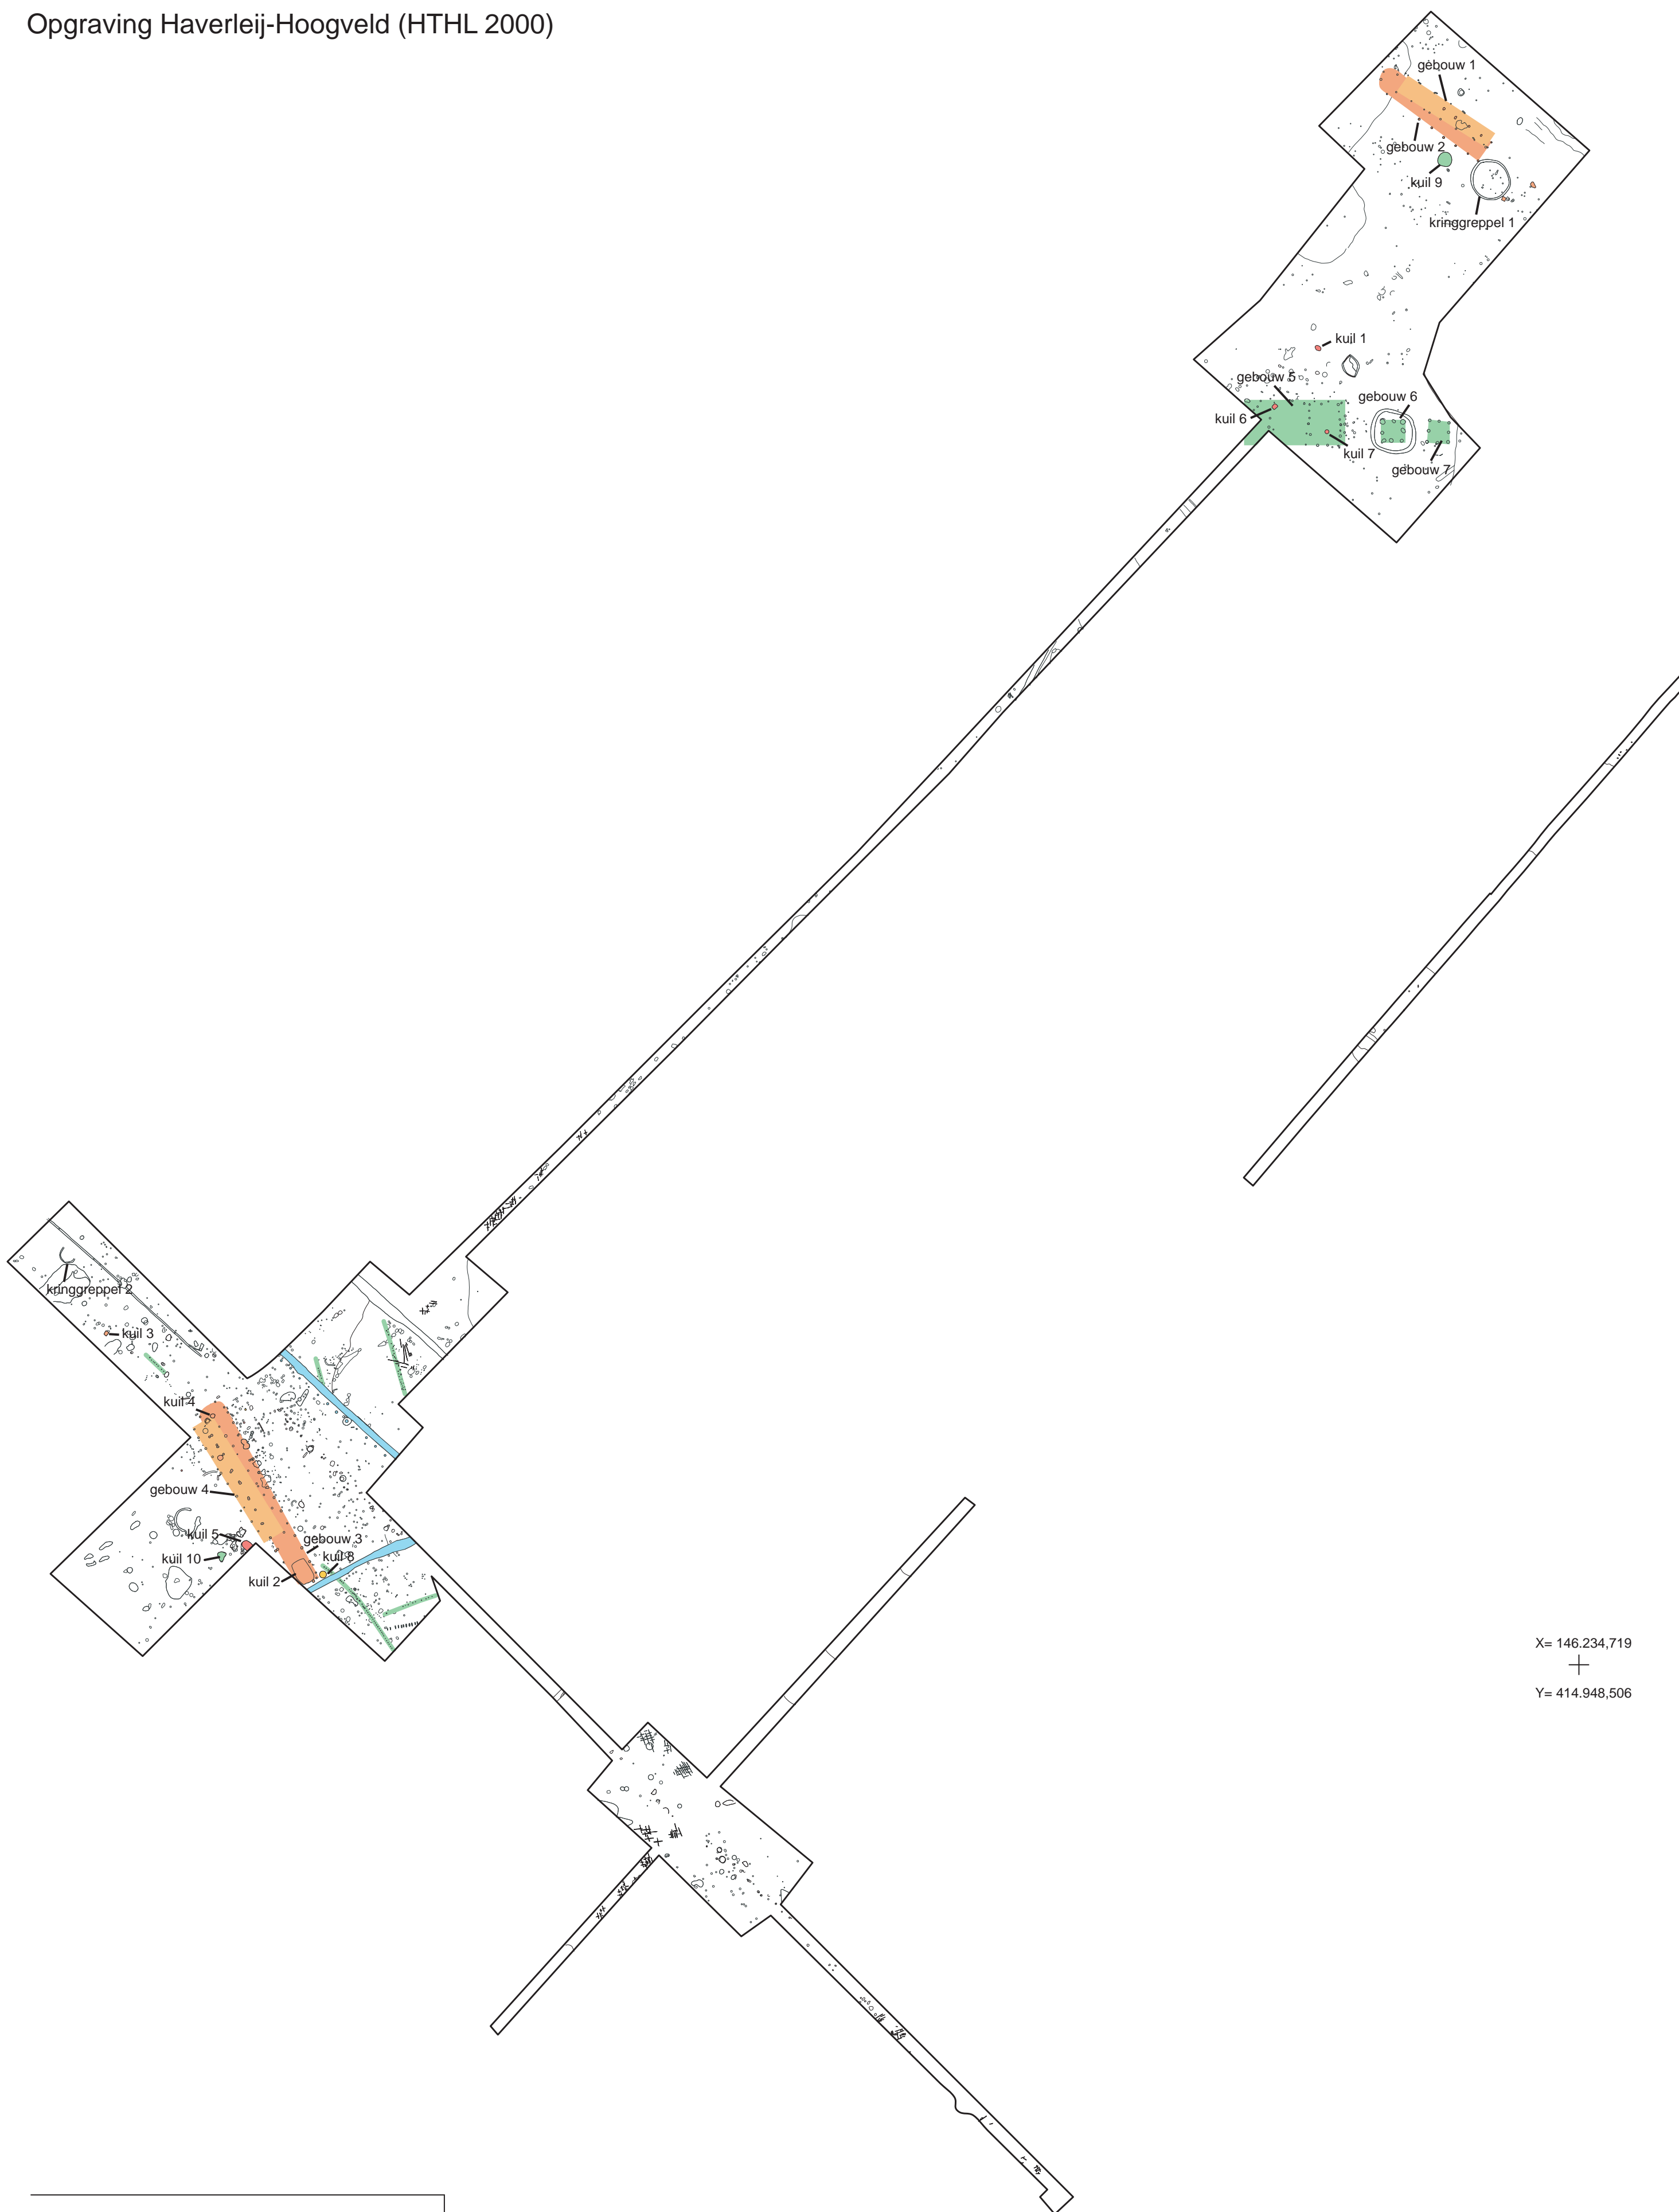 Opgraving Haverleij-Hoogveld (HTHL 2000)
gebouw 1
gebouw 2
kuil 9
kringgreppel 1
kuil 1
gebouw 5
gebouw 6
kuil 6
kuil 7
gebouw 7
kringgreppel 2
kuil 3
kuil 4
gebouw 4
kuil 5
gebouw 3
kuil 8
kuil 10
kuil 2
X= 146.234,719
Y= 414.948,506